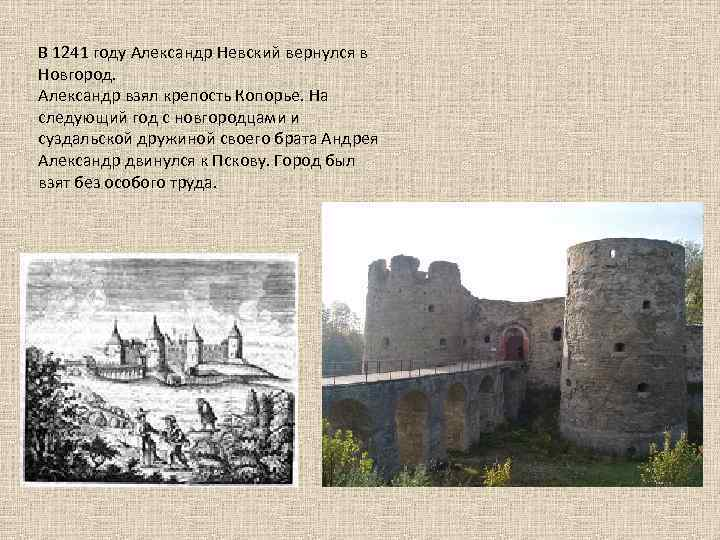 В 1241 году Александр Невский вернулся в
Новгород.
Александр взял крепость Копорье. На
следующий год с новгородцами и
суздальской дружиной своего брата Андрея
Александр двинулся к Пскову. Город был
взят без особого труда.